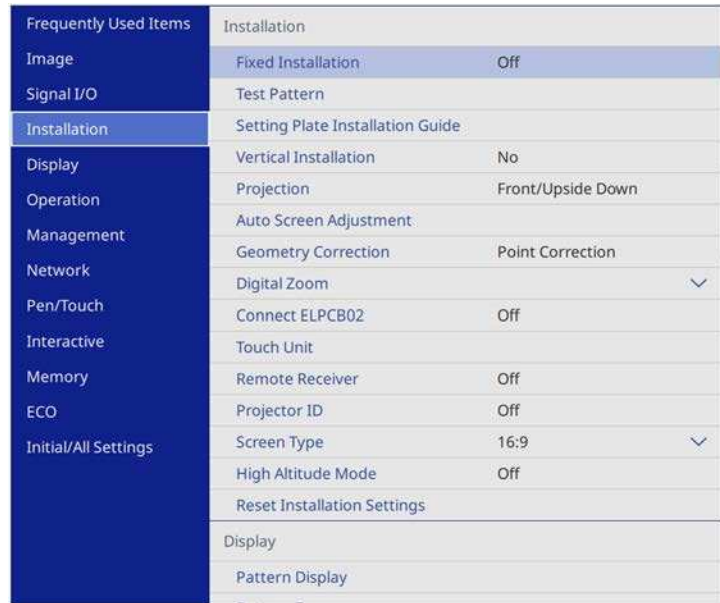 Frequently Used Items
Image
Signal I/O
Installation
Display
Operation
Management
Network
Pen/Touch
Interactive
Memory
ECO
Initial/All Settings
Installation
Fixed Installation Off
Test Pattern
Setting Plate Installation Guide
Vertical Installation No
Projection Front/Upside Down
Auto Screen Adjustment
Geometry Correction Point Correction
Digital Zoom
Connect ELPCB02 Off
Touch Unit
Remote Receiver Off
Projector ID Off
Screen Type 16:9
High Altitude Mode Off
Reset Installation Settings
Display
Pattern Display